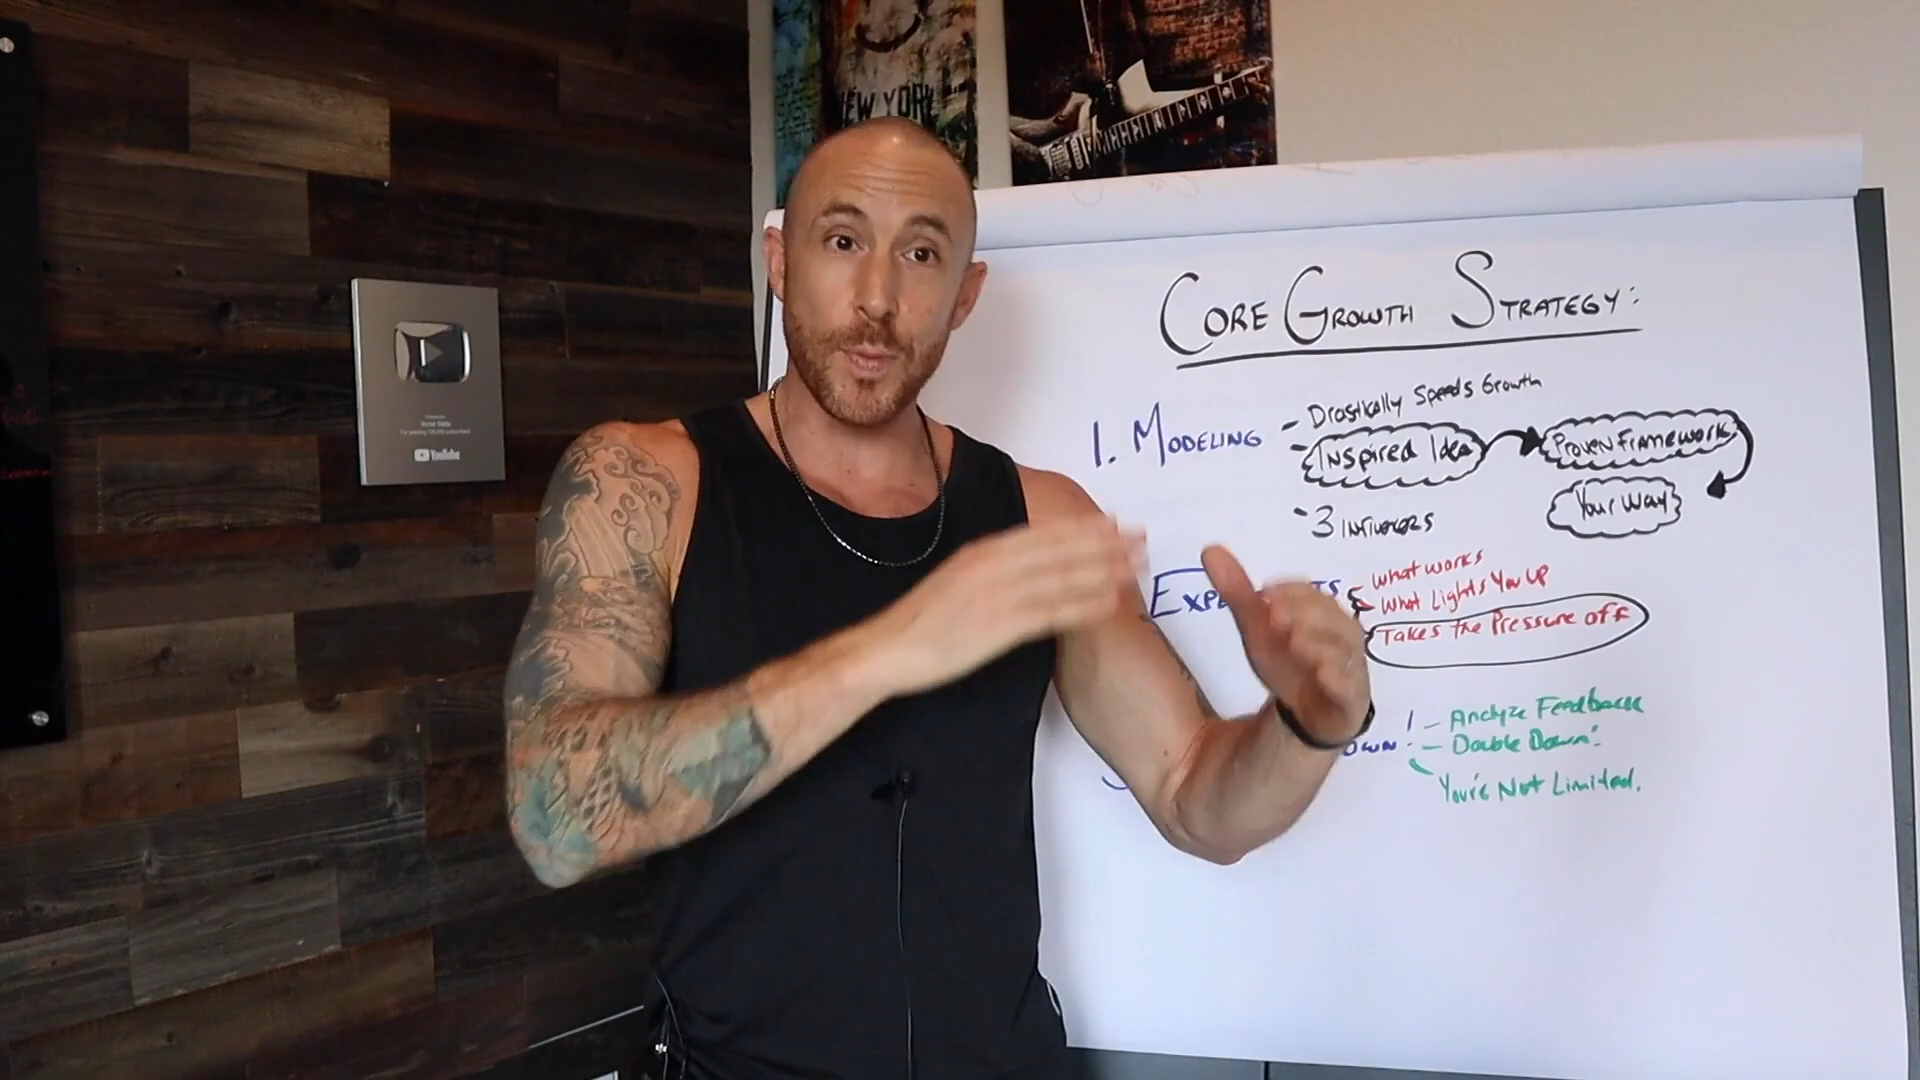 NEW YORK
YouTube
CORE GROWTH STRATEGY:
1. MODELING
- Drastically Speeds Growth
- Inspired Idea
Proven Framework
Your Way
- 3 Influencers
- What works
- What Lights You Up
Takes the Pressure off
- Analyze Feedback
- Double Down!
You're Not Limited.